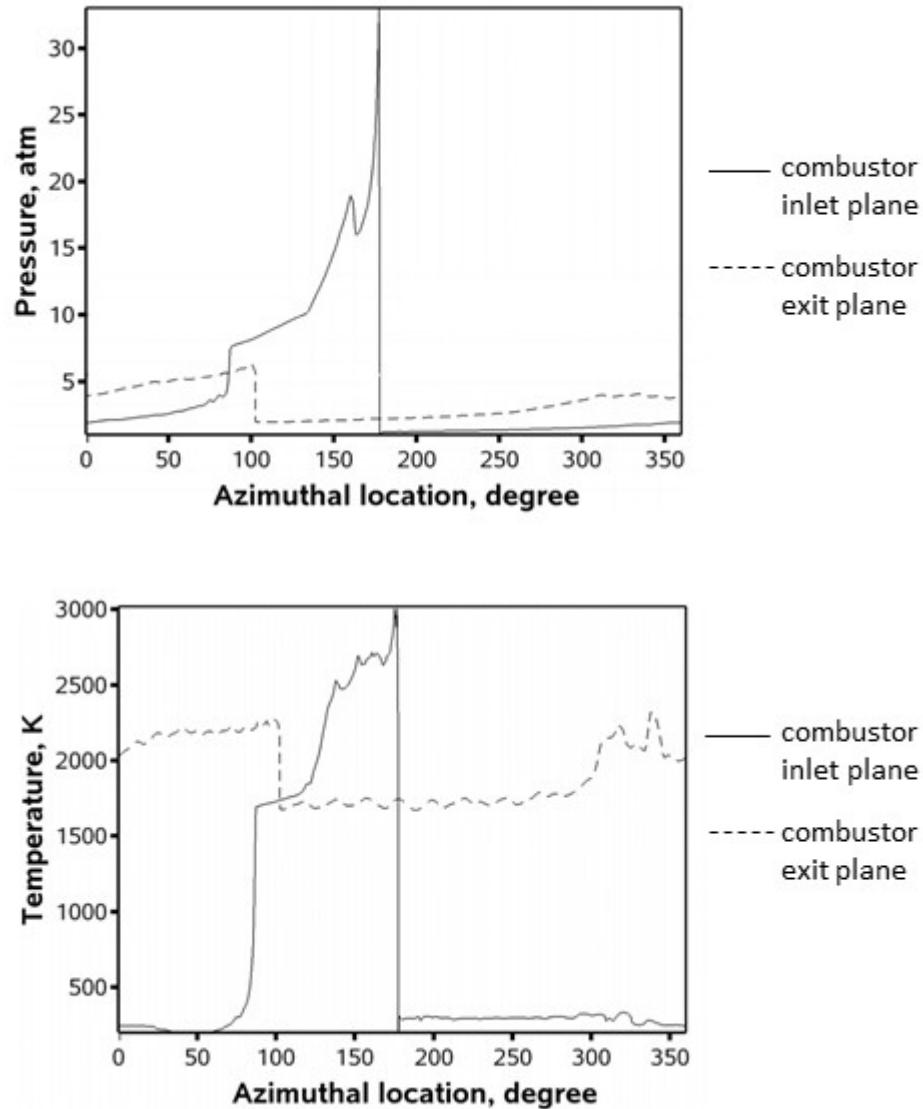 30
25
20
15
10
5
Pressure, atm
0 50 100 150 200 250 300 350
Azimuthal location, degree
combustor
inlet plane
combustor
exit plane
3000
2500
2000
1500
1000
500
Temperature, K
0 50 100 150 200 250 300 350
Azimuthal location, degree
combustor
inlet plane
combustor
exit plane